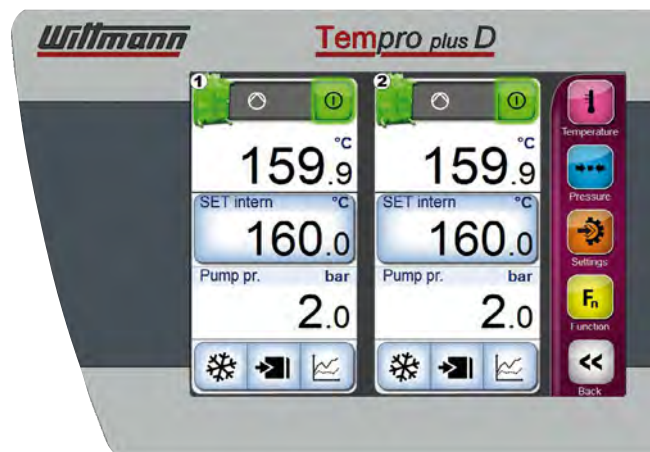 Wittmann
Tempro plus D
1
°C
159.9
SET intern °C
160.0
Pump pr. bar
2.0
2
°C
159.9
SET intern °C
160.0
Pump pr. bar
2.0
Temperature
Pressure
Settings
Fn
Function
<<
Back